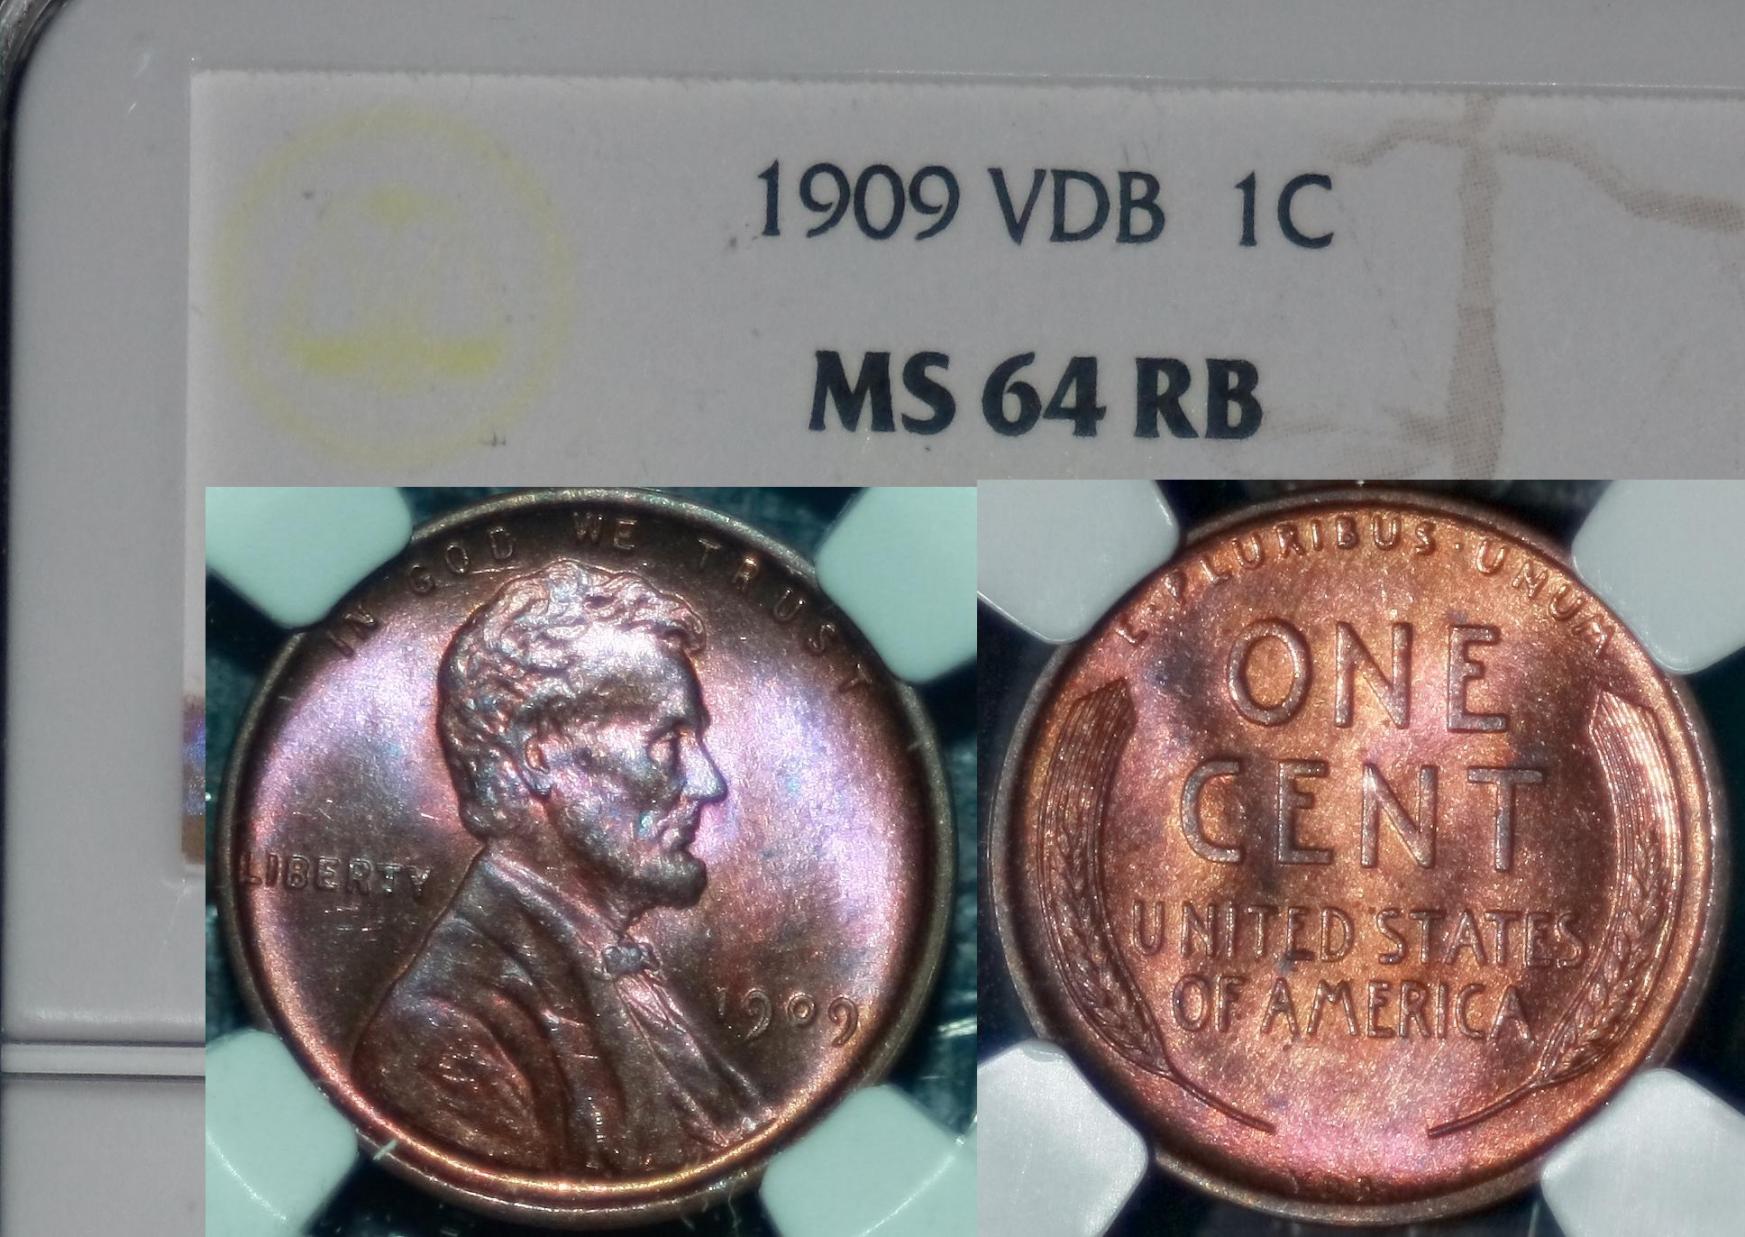 1909 VDB 1C
MS 64 RB
IN GOD WE TRUST
LIBERTY
1909
E·PLURIBUS·UNUM
ONE
CENT
UNITED STATES
OF AMERICA